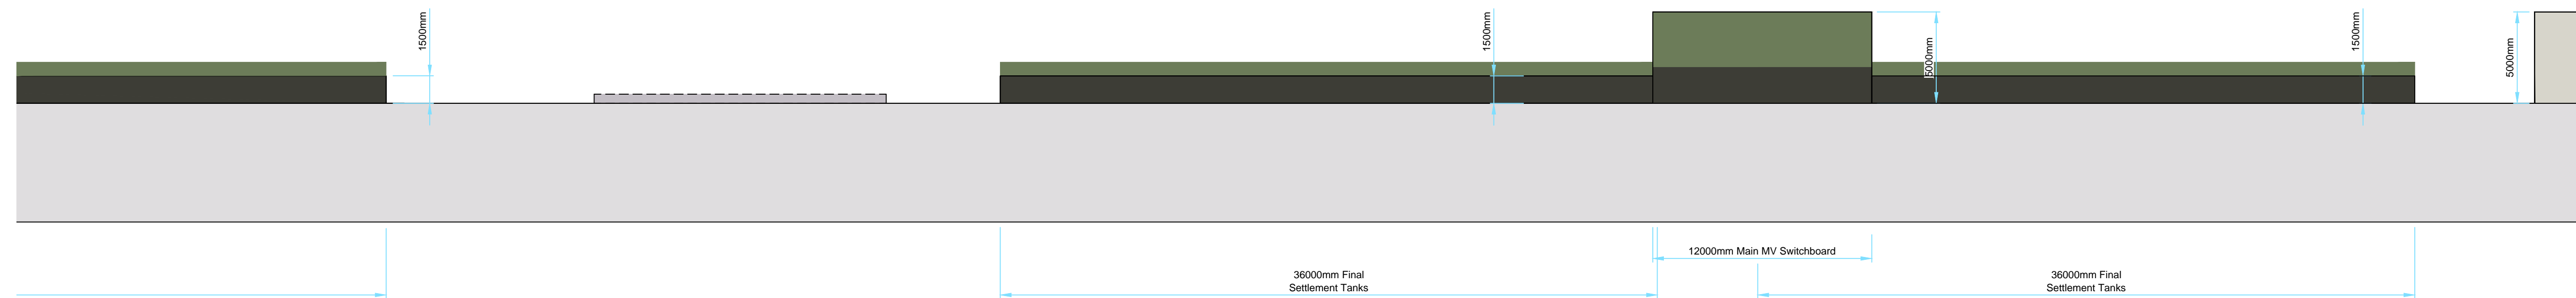 1500mm
1500mm
5000mm
1500mm
5000mm
12000mm Main MV Switchboard
36000mm Final
Settlement Tanks
36000mm Final
Settlement Tanks